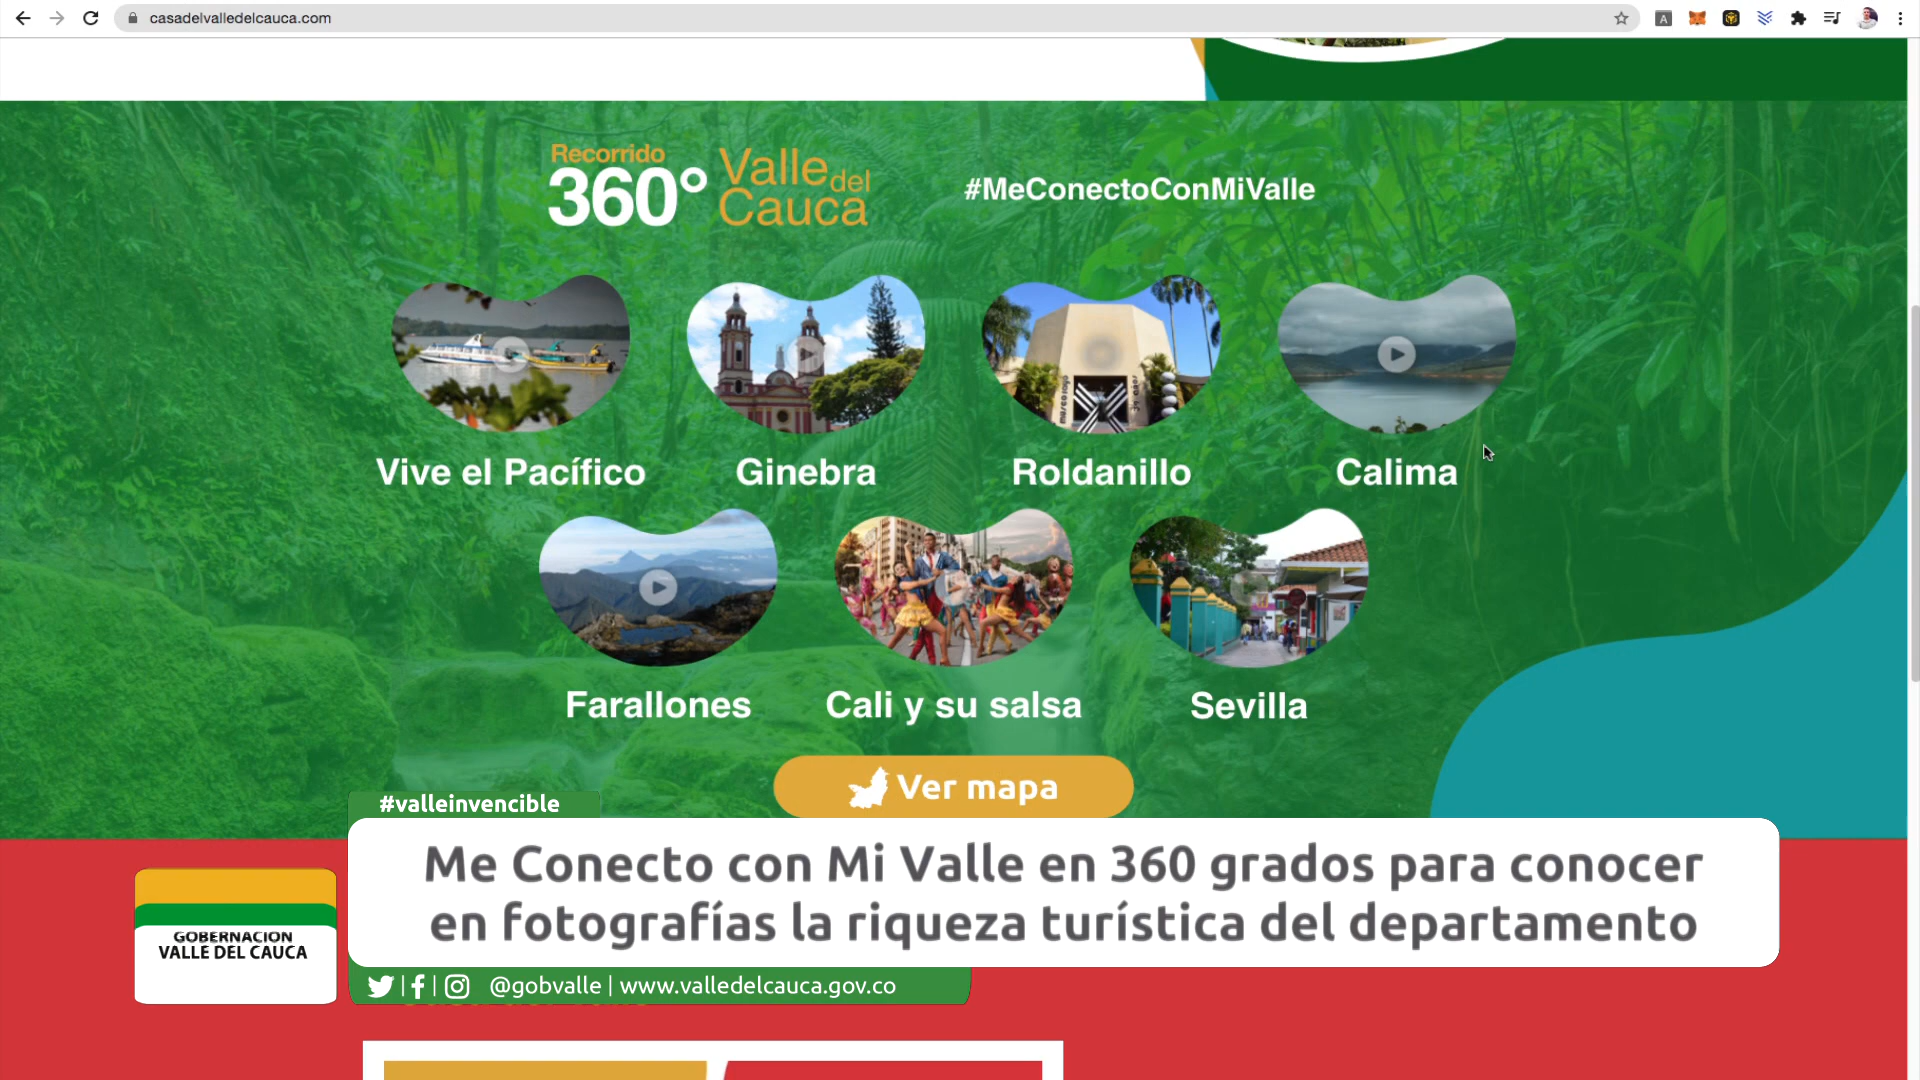 casadelvalledelcauca.com
Recorrido
360° Valle del Cauca
#MeConectoConMiValle
Vive el Pacífico
Ginebra
Roldanillo
Calima
Farallones
Cali y su salsa
Sevilla
Ver mapa
#valleinvencible
Me Conecto con Mi Valle en 360 grados para conocer
en fotografías la riqueza turística del departamento
GOBERNACION
VALLE DEL CAUCA
@gobvalle | www.valledelcauca.gov.co